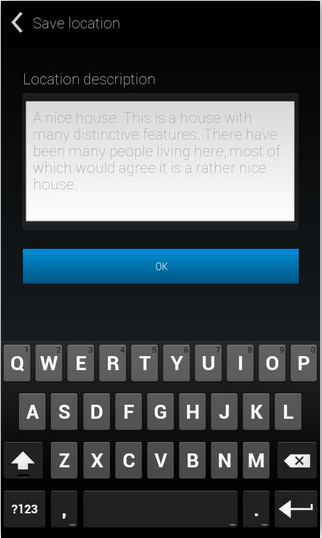 Save location
Location description
A nice house. This is a house with
many distinctive features. There have
been many people living here, most of
which would agree it is a rather nice
house.
OK
1 2 3 4 5 6 7 8 9 0
Q W E R T Y U I O P
A S D F G H J K L
Z X C V B N M
?123 , .